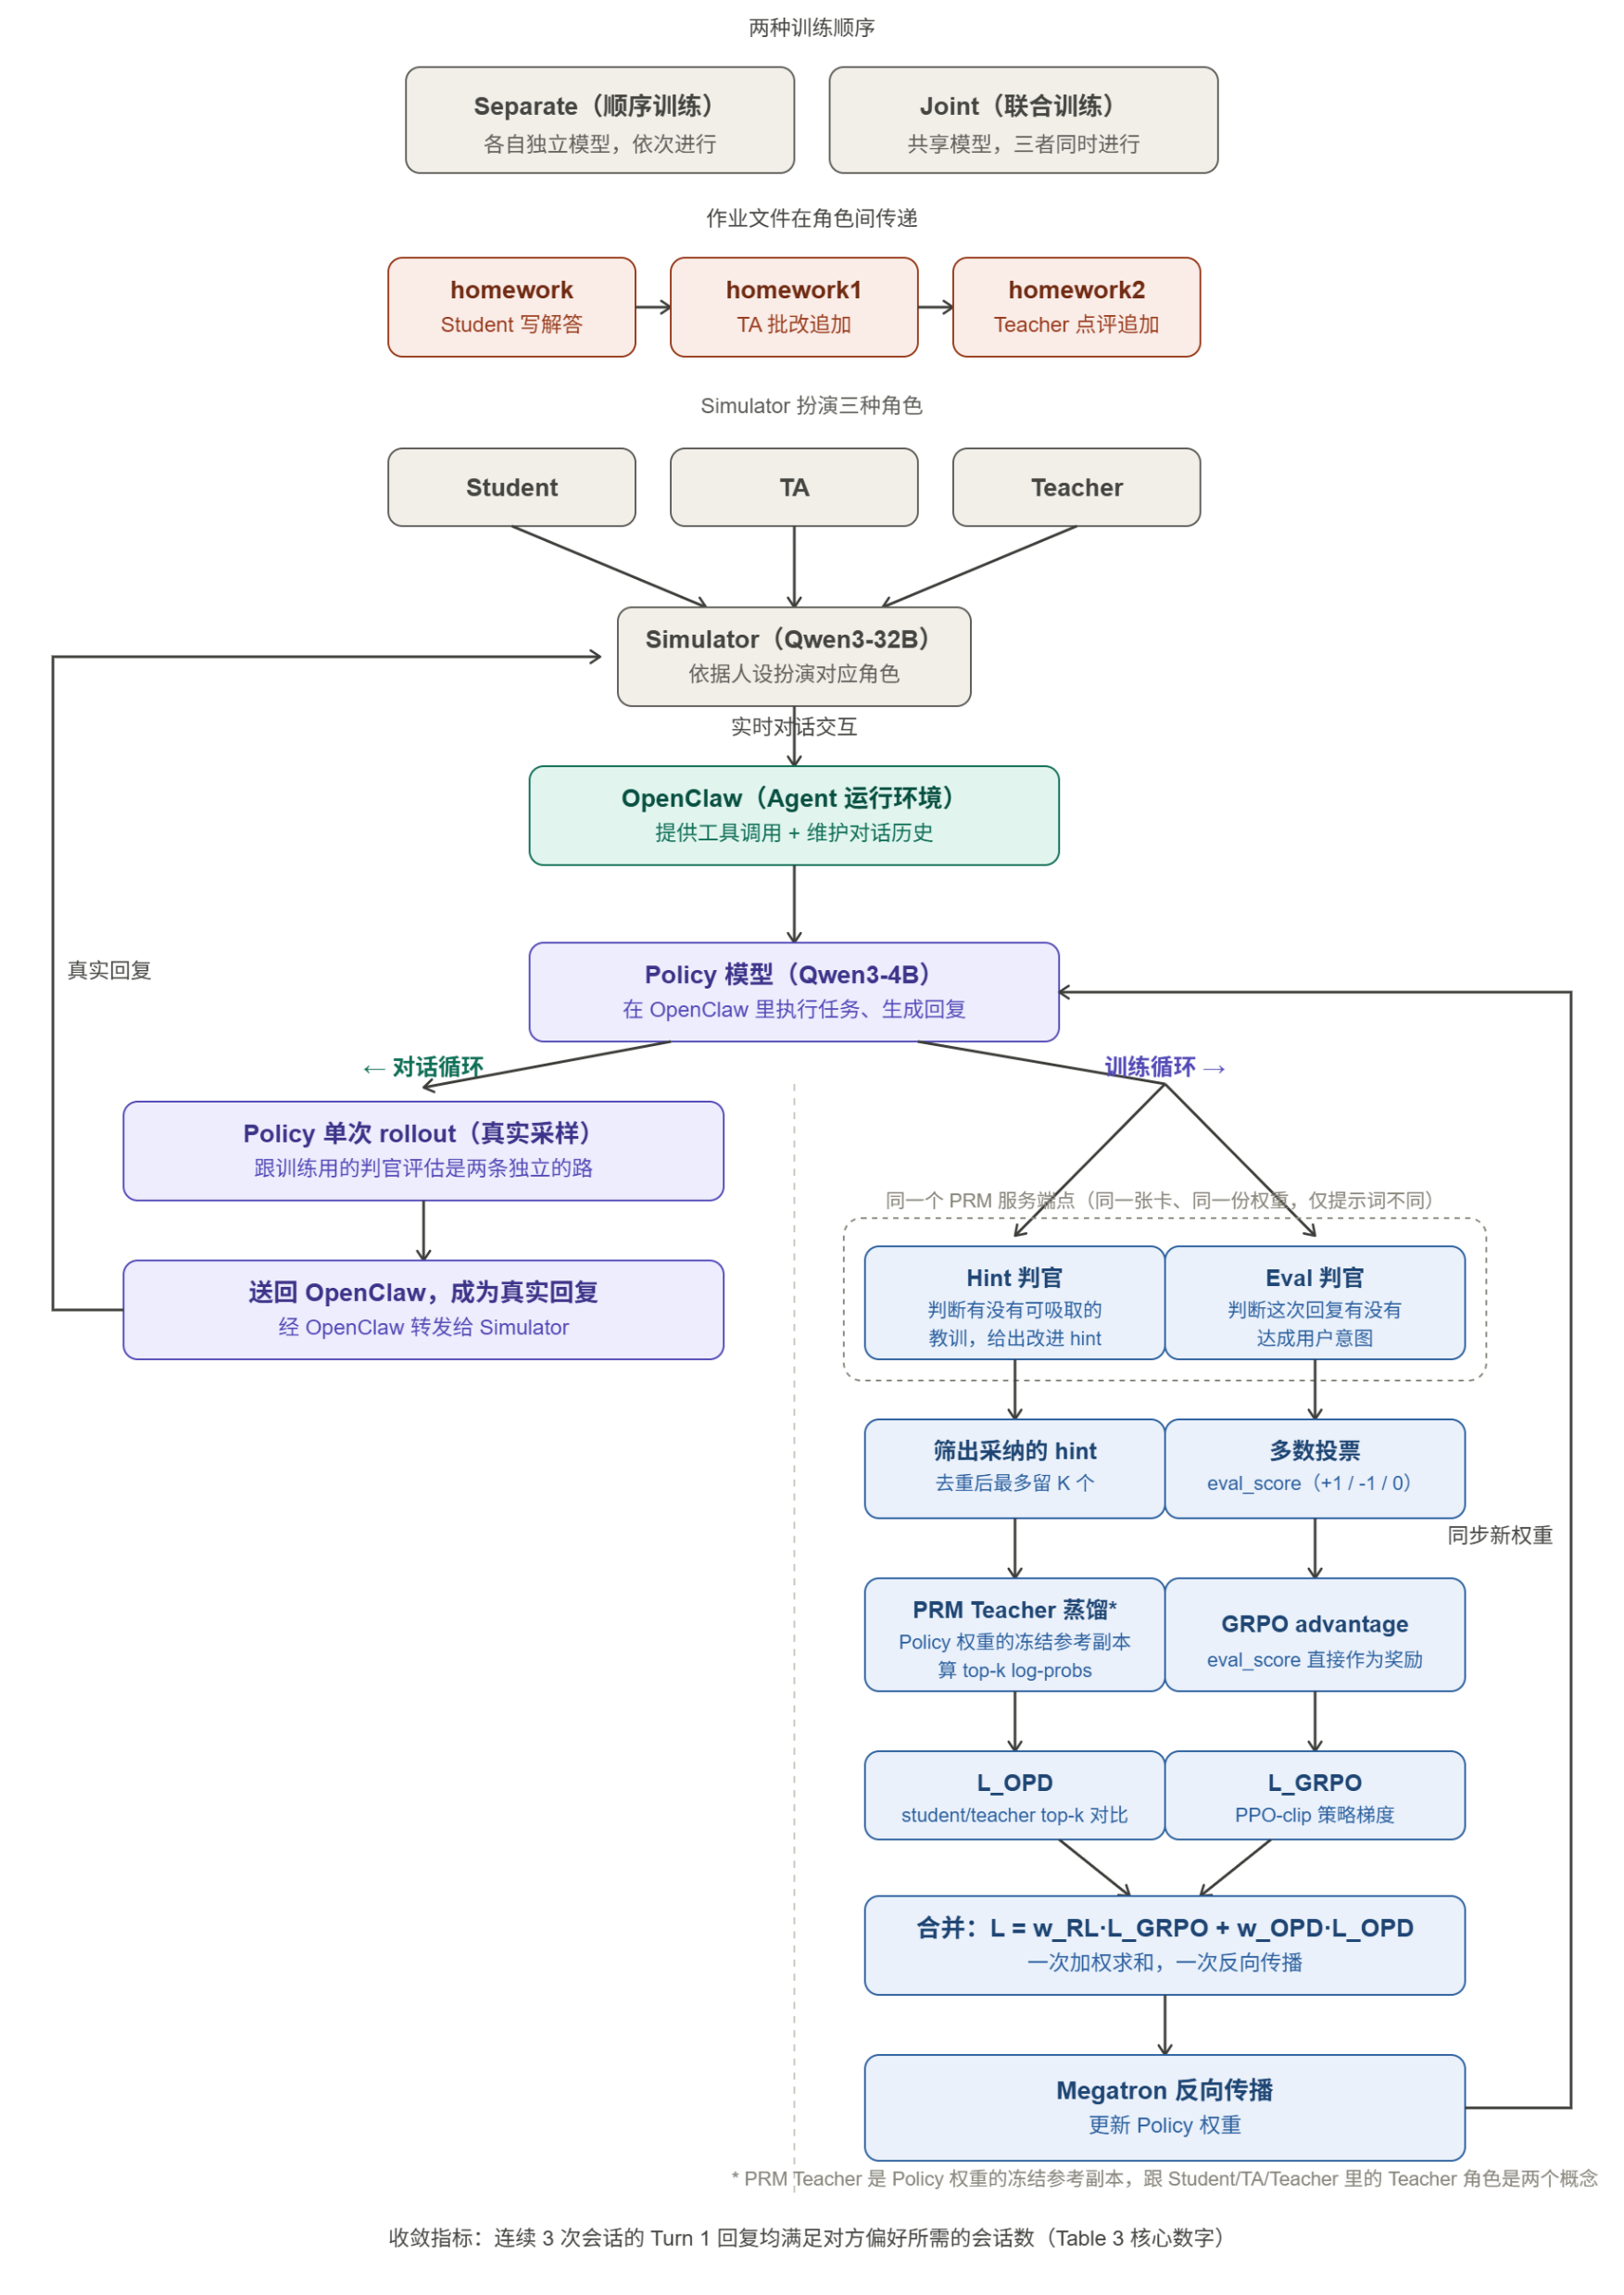 两种训练顺序
Separate（顺序训练）
各自独立模型，依次进行
Joint（联合训练）
共享模型，三者同时进行
作业文件在角色间传递
homework
Student 写解答
homework1
TA 批改追加
homework2
Teacher 点评追加
Simulator 扮演三种角色
Student
TA
Teacher
Simulator（Qwen3-32B）
依据人设扮演对应角色
实时对话交互
OpenClaw（Agent 运行环境）
提供工具调用 + 维护对话历史
Policy 模型（Qwen3-4B）
在 OpenClaw 里执行任务、生成回复
真实回复
← 对话循环
训练循环 →
Policy 单次 rollout（真实采样）
跟训练用的判官评估是两条独立的路
送回 OpenClaw，成为真实回复
经 OpenClaw 转发给 Simulator
同一个 PRM 服务端点（同一张卡、同一份权重，仅提示词不同）
Hint 判官
判断有没有可吸取的
教训，给出改进 hint
Eval 判官
判断这次回复有没有
达成用户意图
筛出采纳的 hint
去重后最多留 K 个
多数投票
eval_score（+1 / -1 / 0）
同步新权重
PRM Teacher 蒸馏*
Policy 权重的冻结参考副本
算 top-k log-probs
GRPO advantage
eval_score 直接作为奖励
L_OPD
student/teacher top-k 对比
L_GRPO
PPO-clip 策略梯度
合并：L = w_RL·L_GRPO + w_OPD·L_OPD
一次加权求和，一次反向传播
Megatron 反向传播
更新 Policy 权重
* PRM Teacher 是 Policy 权重的冻结参考副本，跟 Student/TA/Teacher 里的 Teacher 角色是两个概念
收敛指标：连续 3 次会话的 Turn 1 回复均满足对方偏好所需的会话数（Table 3 核心数字）